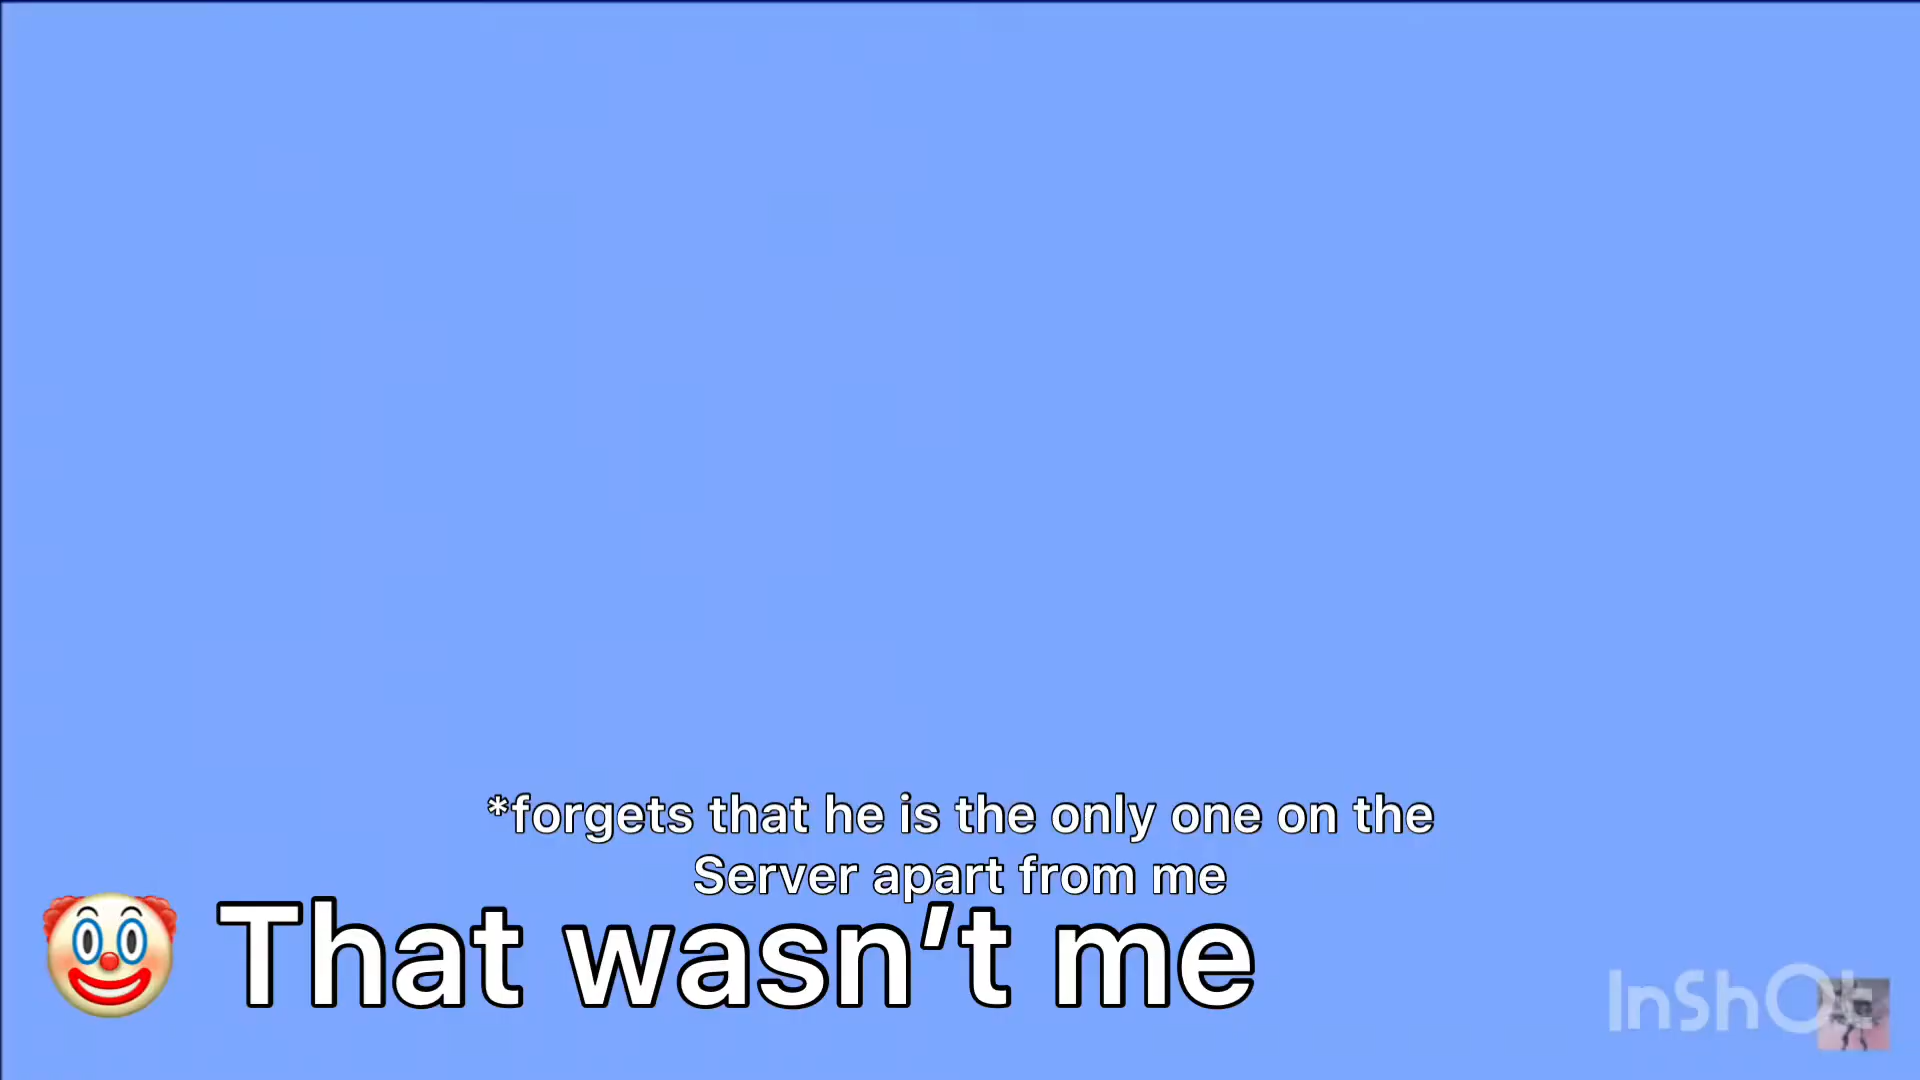 *forgets that he is the only one on the
Server apart from me
🤡 That wasn’t me
InShOt